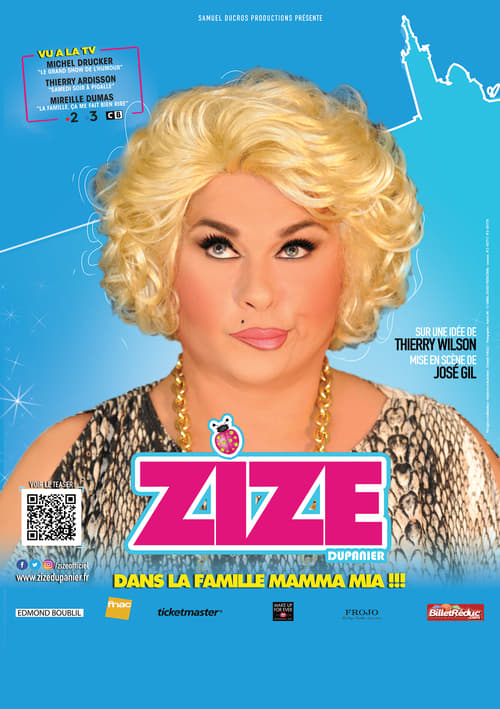 SAMUEL DUCROS PRODUCTIONS PRÉSENTE
VU A LA TV
MICHEL DRUCKER
"LE GRAND SHOW DE L'HUMOUR"
THIERRY ARDISSON
"SAMEDI SOIR À PIGALLE"
MIREILLE DUMAS
"LA FAMILLE, ÇA ME FAIT BIEN RIRE"
2 3 C8
SUR UNE IDÉE DE
THIERRY WILSON
MISE EN SCÈNE DE
JOSÉ GIL
ZIZE
DUPANIER
VOIR LE TEASER
/zizeofficiel
www.zizedupanier.fr
DANS LA FAMILLE MAMMA MIA !!!
EDMOND BOUBLIL
fnac
ticketmaster
MAKE UP
FOR EVER
FROJO
BilletRéduc
.com